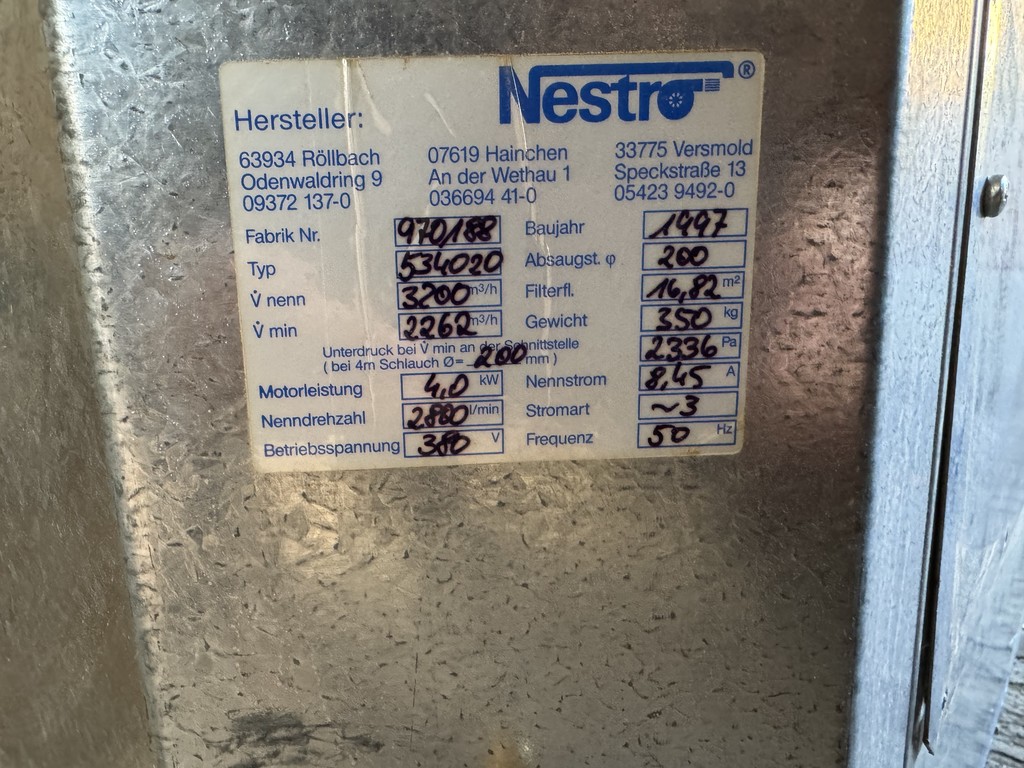 Nestro®
Hersteller:
63934 Röllbach 07619 Hainchen 33775 Versmold
Odenwaldring 9 An der Wethau 1 Speckstraße 13
09372 137-0 036694 41-0 05423 9492-0
Fabrik Nr. 970/188 Baujahr 1997
Typ 534020 Absaugst. φ 200
V̇ nenn 3200 m³/h Filterfl. 16,82 m²
V̇ min 2262 m³/h Gewicht 350 kg
Unterdruck bei V̇ min an der Schnittstelle 2336 Pa
( bei 4m Schlauch Ø= 200 mm )
Motorleistung 4,0 kW Nennstrom 8,45 A
Nenndrehzahl 2880 l/min Stromart ~3
Betriebsspannung 380 V Frequenz 50 Hz